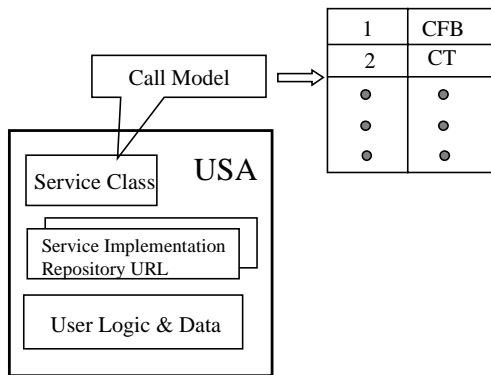 1 CFB
2 CT
Call Model
USA
Service Class
Service Implementation
Repository URL
User Logic & Data